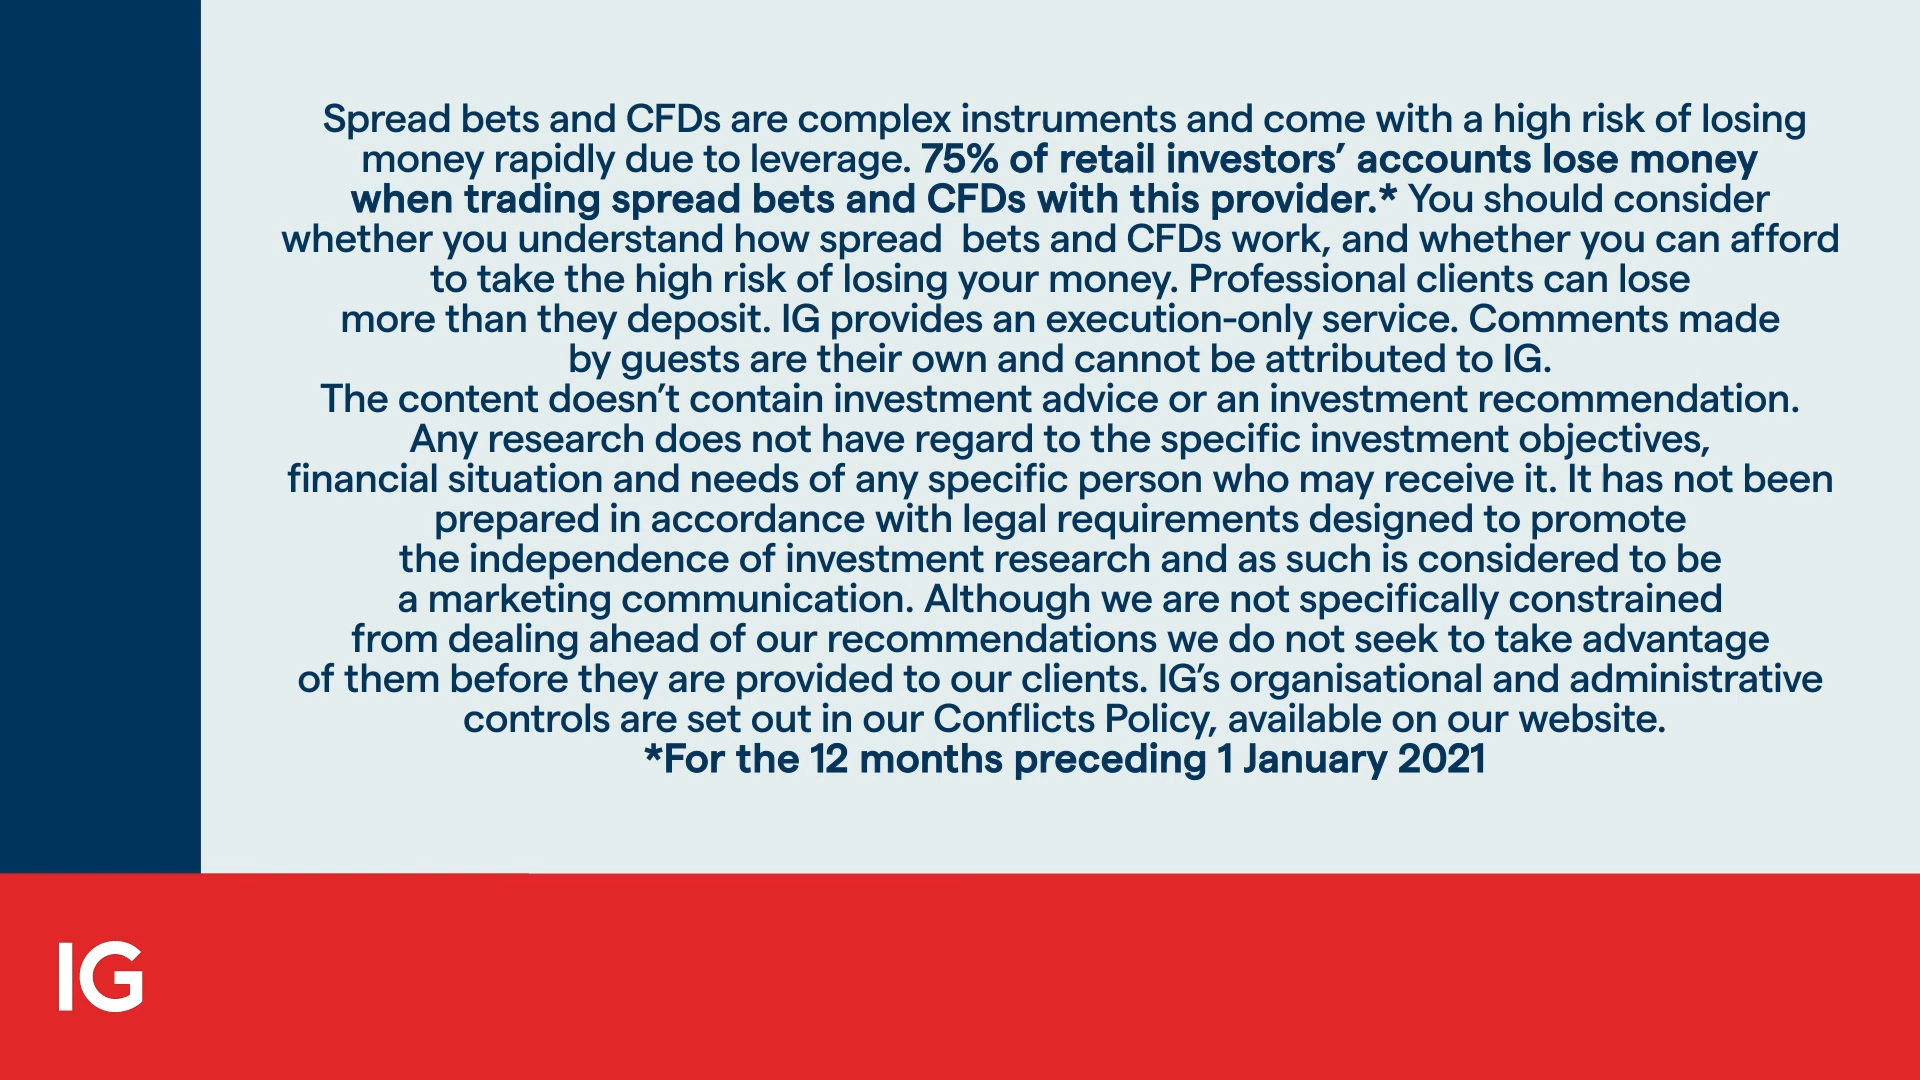 Spread bets and CFDs are complex instruments and come with a high risk of losing
money rapidly due to leverage. 75% of retail investors’ accounts lose money
when trading spread bets and CFDs with this provider.* You should consider
whether you understand how spread  bets and CFDs work, and whether you can afford
to take the high risk of losing your money. Professional clients can lose
more than they deposit. IG provides an execution-only service. Comments made
by guests are their own and cannot be attributed to IG.
The content doesn’t contain investment advice or an investment recommendation.
Any research does not have regard to the specific investment objectives,
financial situation and needs of any specific person who may receive it. It has not been
prepared in accordance with legal requirements designed to promote
the independence of investment research and as such is considered to be
a marketing communication. Although we are not specifically constrained
from dealing ahead of our recommendations we do not seek to take advantage
of them before they are provided to our clients. IG’s organisational and administrative
controls are set out in our Conflicts Policy, available on our website.
*For the 12 months preceding 1 January 2021
IG